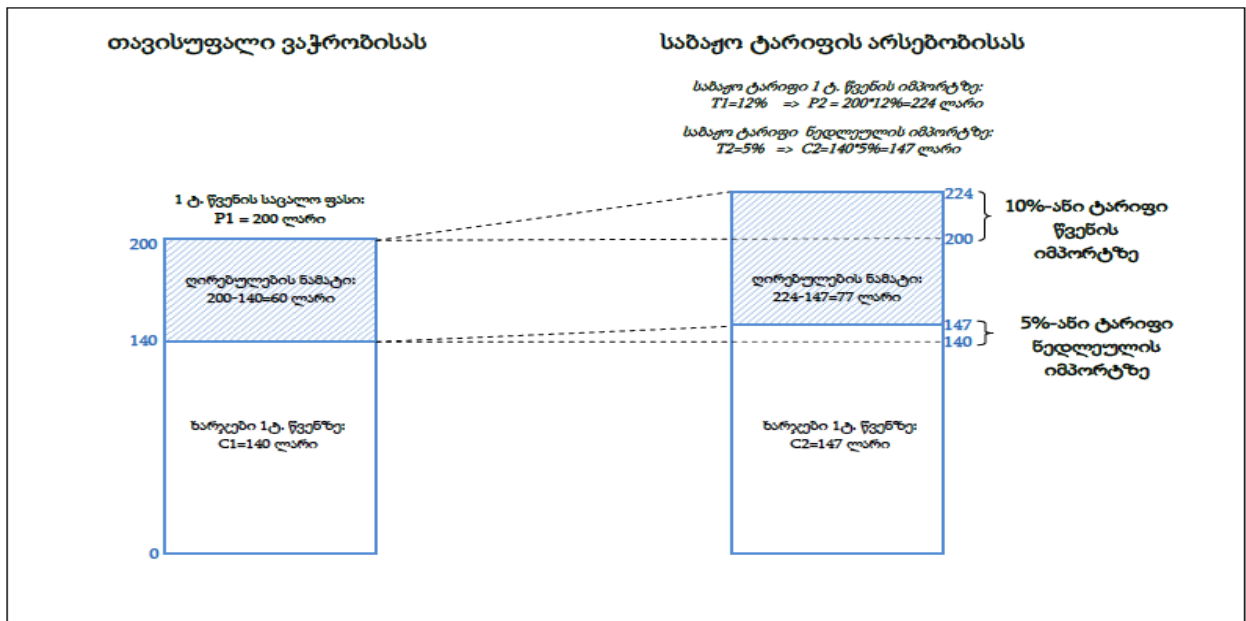 თავისუფალი ვაჭრობისას
საბაჟო ტარიფის არსებობისას
საბაჟო ტარიფი 1 ტ. წვენის იმპორტზე:
T1=12% => P2 = 200*12%=224 ლარი
საბაჟო ტარიფი ნედლეულის იმპორტზე:
T2=5% => C2=140*5%=147 ლარი
1 ტ. წვენის საცალო ფასი:
P1 = 200 ლარი
200
ღირებულების ნამატი:
200-140=60 ლარი
140
ხარჯები 1ტ. წვენზე:
C1=140 ლარი
0
224
200
ღირებულების ნამატი:
224-147=77 ლარი
147
140
ხარჯები 1ტ. წვენზე:
C2=147 ლარი
10%-ანი ტარიფი
წვენის
იმპორტზე
5%-ანი ტარიფი
ნედლეულის
იმპორტზე